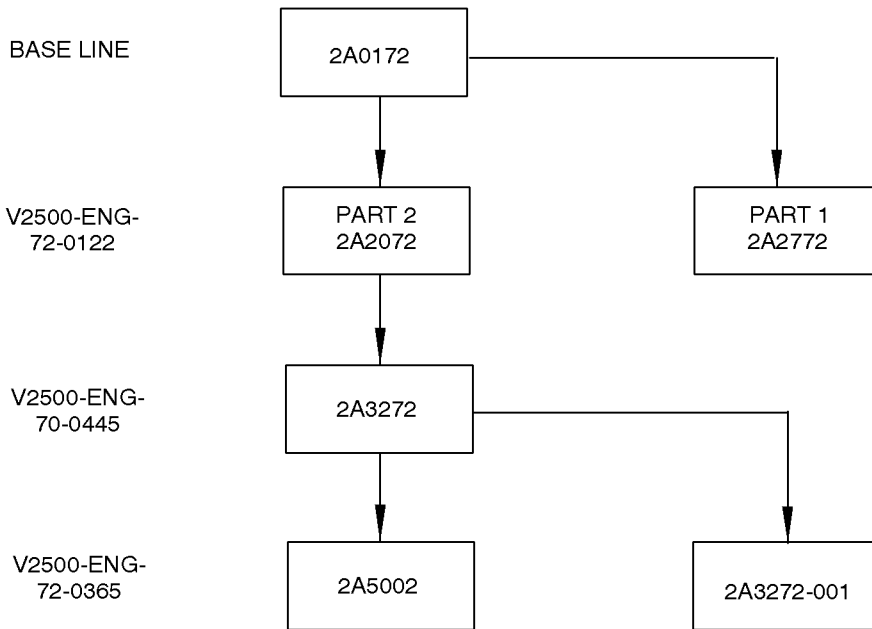 BASE LINE
2A0172
V2500-ENG-
72-0122
PART 2
2A2072
PART 1
2A2772
V2500-ENG-
70-0445
2A3272
V2500-ENG-
72-0365
2A5002
2A3272-001